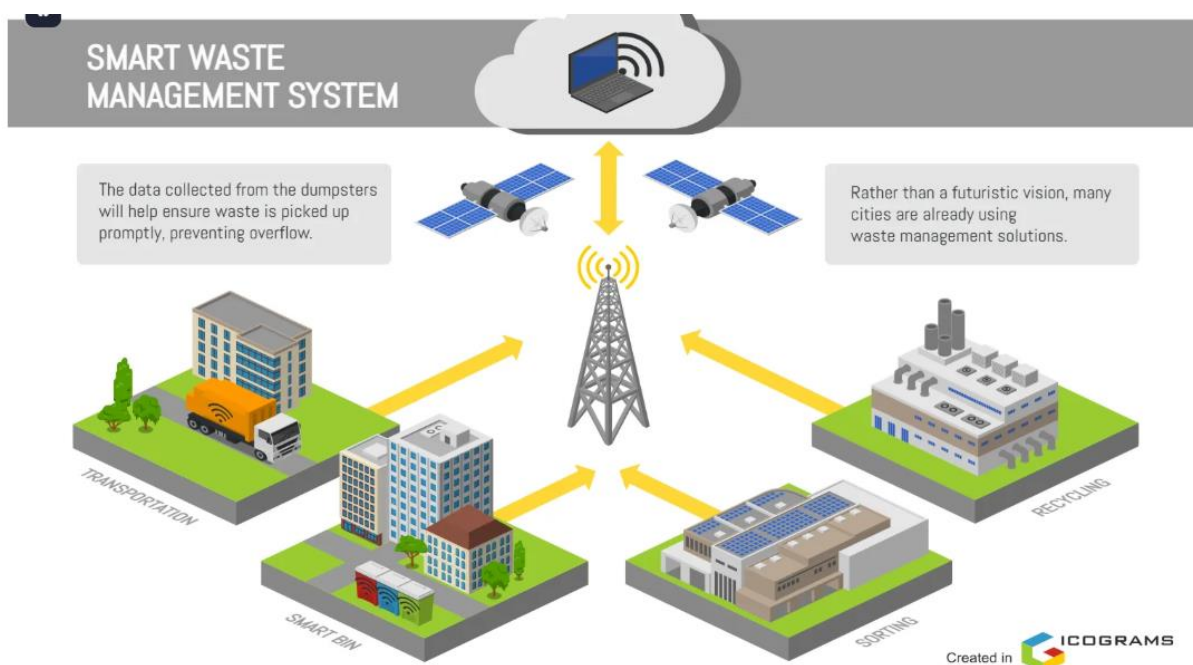 SMART WASTE
MANAGEMENT SYSTEM
The data collected from the dumpsters
will help ensure waste is picked up
promptly, preventing overflow.
Rather than a futuristic vision, many
cities are already using
waste management solutions.
TRANSPORTATION
SMART BIN
SORTING
RECYCLING
Created in
ICOGRAMS